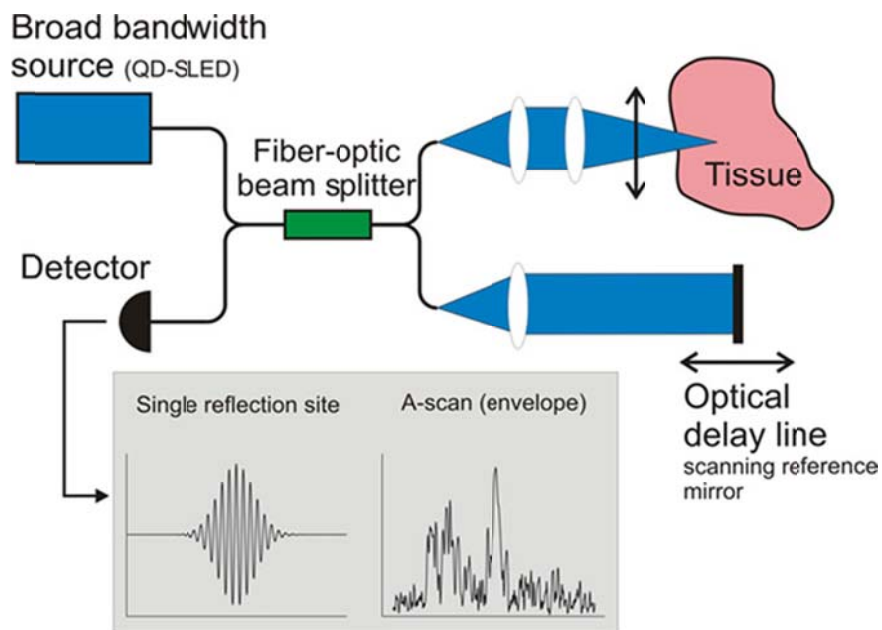 Broad bandwidth
source (QD-SLED)
Fiber-optic
beam splitter
Tissue
Detector
Optical
delay line
scanning reference
mirror
Single reflection site
A-scan (envelope)